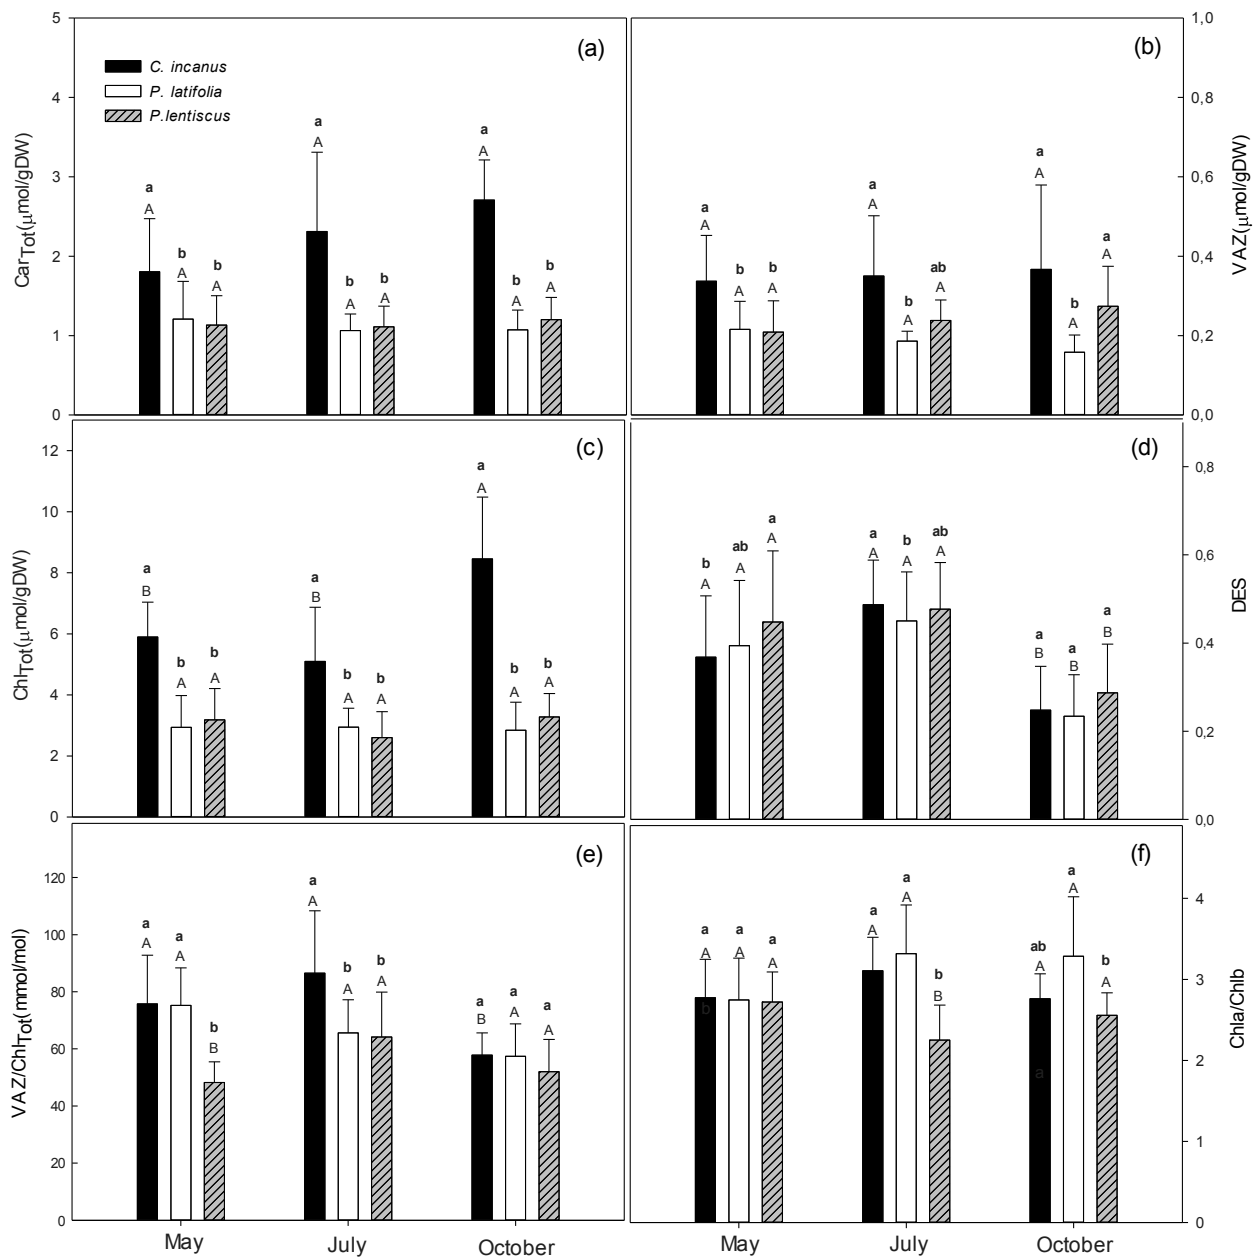 5
4
3
2
1
0
Car_Tot(μmol/gDW)
(a)
C. incanus
P. latifolia
P.lentiscus
a
A
b
A
b
A
a
A
b
A
b
A
a
A
b
A
b
A
(b)
1,0
0,8
0,6
0,4
0,2
0,0
VAZ(μmol/gDW)
a
A
b
A
b
A
a
A
b
A
ab
A
a
A
b
A
a
A
12
10
8
6
4
2
0
Chl_Tot(μmol/gDW)
(c)
a
B
b
A
b
A
a
B
b
A
b
A
a
A
b
A
b
A
(d)
0,8
0,6
0,4
0,2
0,0
DES
b
A
ab
A
a
A
a
A
b
A
ab
A
a
B
a
B
a
B
120
100
80
60
40
20
0
VAZ/Chl_Tot(mmol/mol)
(e)
a
A
a
A
b
B
a
A
b
A
b
A
a
B
a
A
a
A
May
July
October
(f)
4
3
2
1
0
Chla/Chlb
a
A
b
a
A
a
A
a
A
a
A
b
B
ab
A
a
a
A
b
A
May
July
October